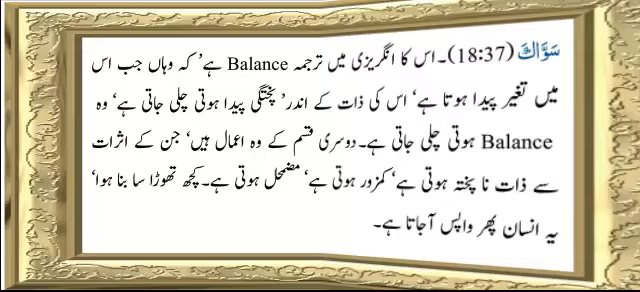 سَوَّاكَ (18:37)۔ اس کا انگریزی میں ترجمہ Balance ہے‘ کہ وہاں جب اس
میں تغیر پیدا ہوتا ہے‘ اس کی ذات کے اندر‘ پختگی پیدا ہوتی چلی جاتی ہے‘ وہ
Balance ہوتی چلی جاتی ہے۔ دوسری قسم کے وہ اعمال ہیں‘ جن کے اثرات
سے ذات نا پختہ ہوتی ہے‘ کمزور ہوتی ہے‘ مضمحل ہوتی ہے۔ کچھ تھوڑا سا بنا ہوا‘
یہ انسان پھر واپس آجاتا ہے۔